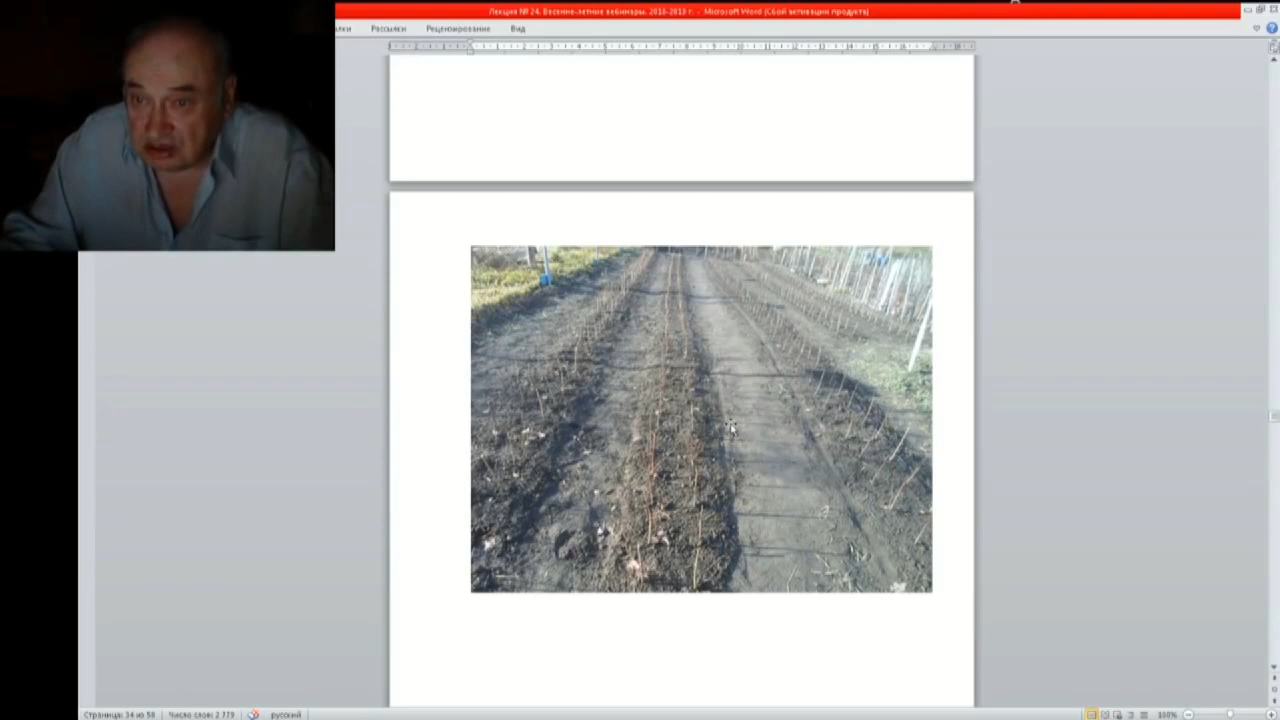 Лекция № 24. Весенне-летние вебинары. 2018-2019 г. - Microsoft Word (Сбой активации продукта)
Рассылки Рецензирование Вид
Страница: 34 из 58 Число слов: 2 779 русский 100%